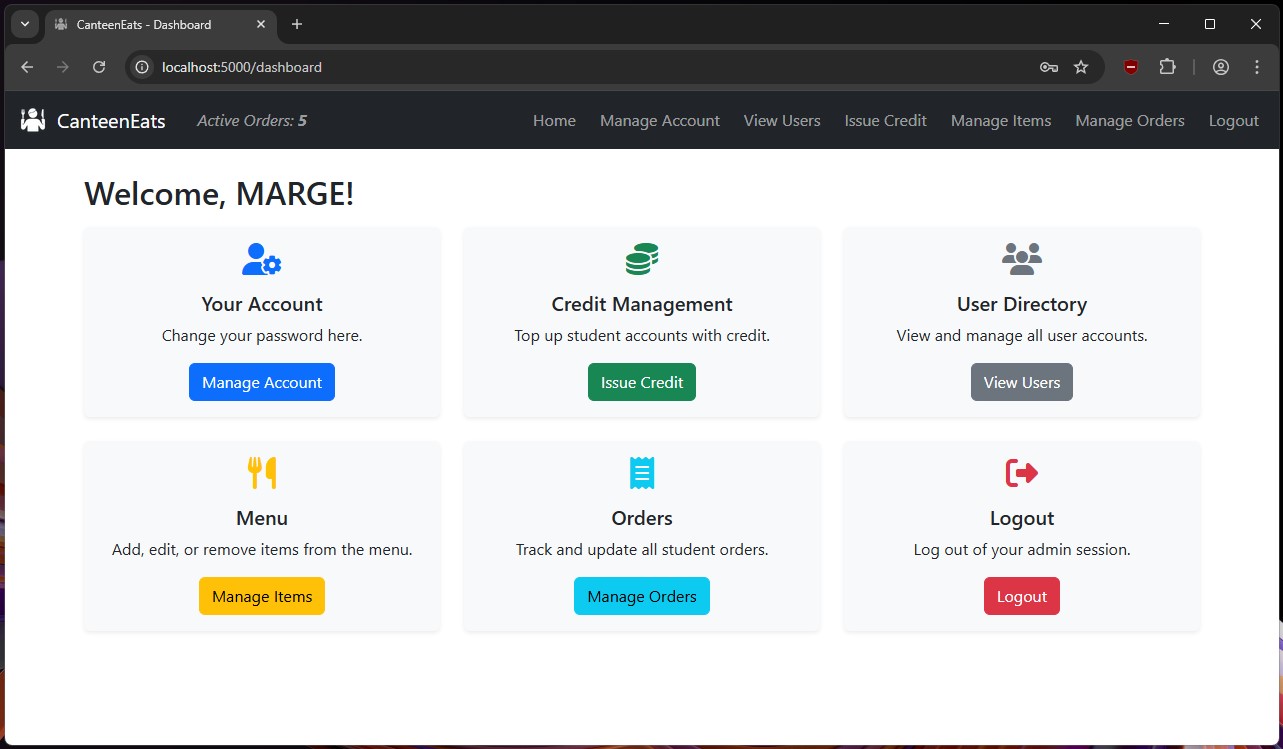 CanteenEats - Dashboard
localhost:5000/dashboard
CanteenEats Active Orders: 5 Home Manage Account View Users Issue Credit Manage Items Manage Orders Logout
Welcome, MARGE!
Your Account
Change your password here.
Manage Account
Credit Management
Top up student accounts with credit.
Issue Credit
User Directory
View and manage all user accounts.
View Users
Menu
Add, edit, or remove items from the menu.
Manage Items
Orders
Track and update all student orders.
Manage Orders
Logout
Log out of your admin session.
Logout